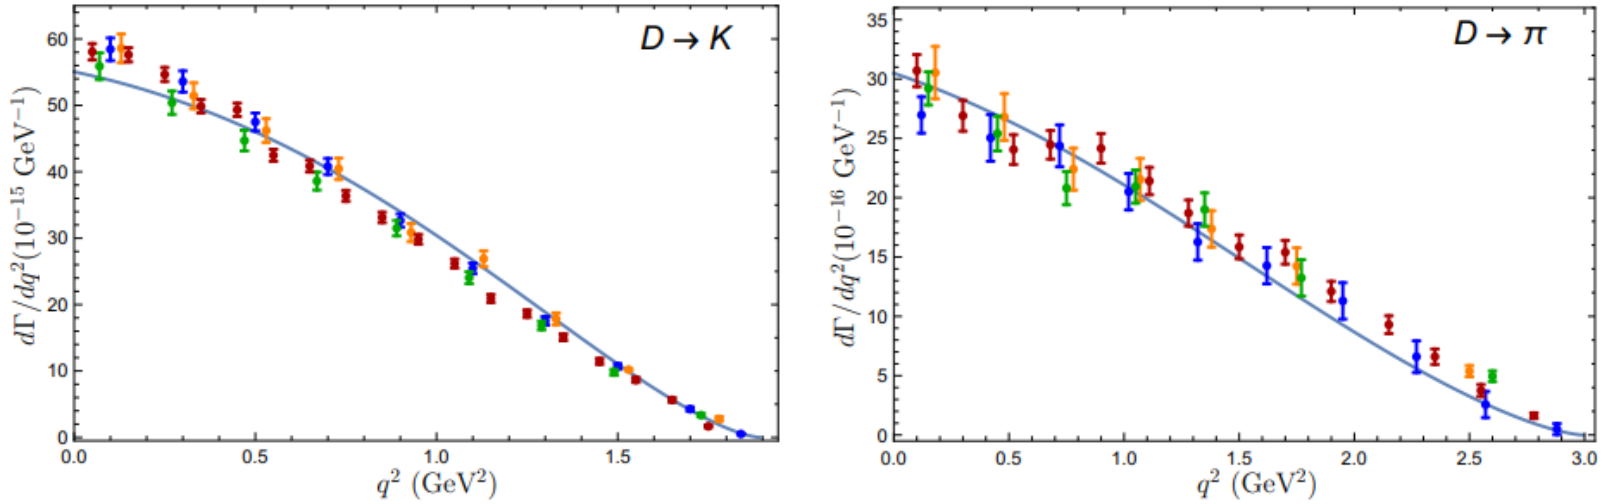 D → K
dΓ/dq²(10⁻¹⁵ GeV⁻¹)
60
50
40
30
20
10
0
0.0 0.5 1.0 1.5
q² (GeV²)
D → π
dΓ/dq²(10⁻¹⁶ GeV⁻¹)
35
30
25
20
15
10
5
0
0.0 0.5 1.0 1.5 2.0 2.5 3.0
q² (GeV²)